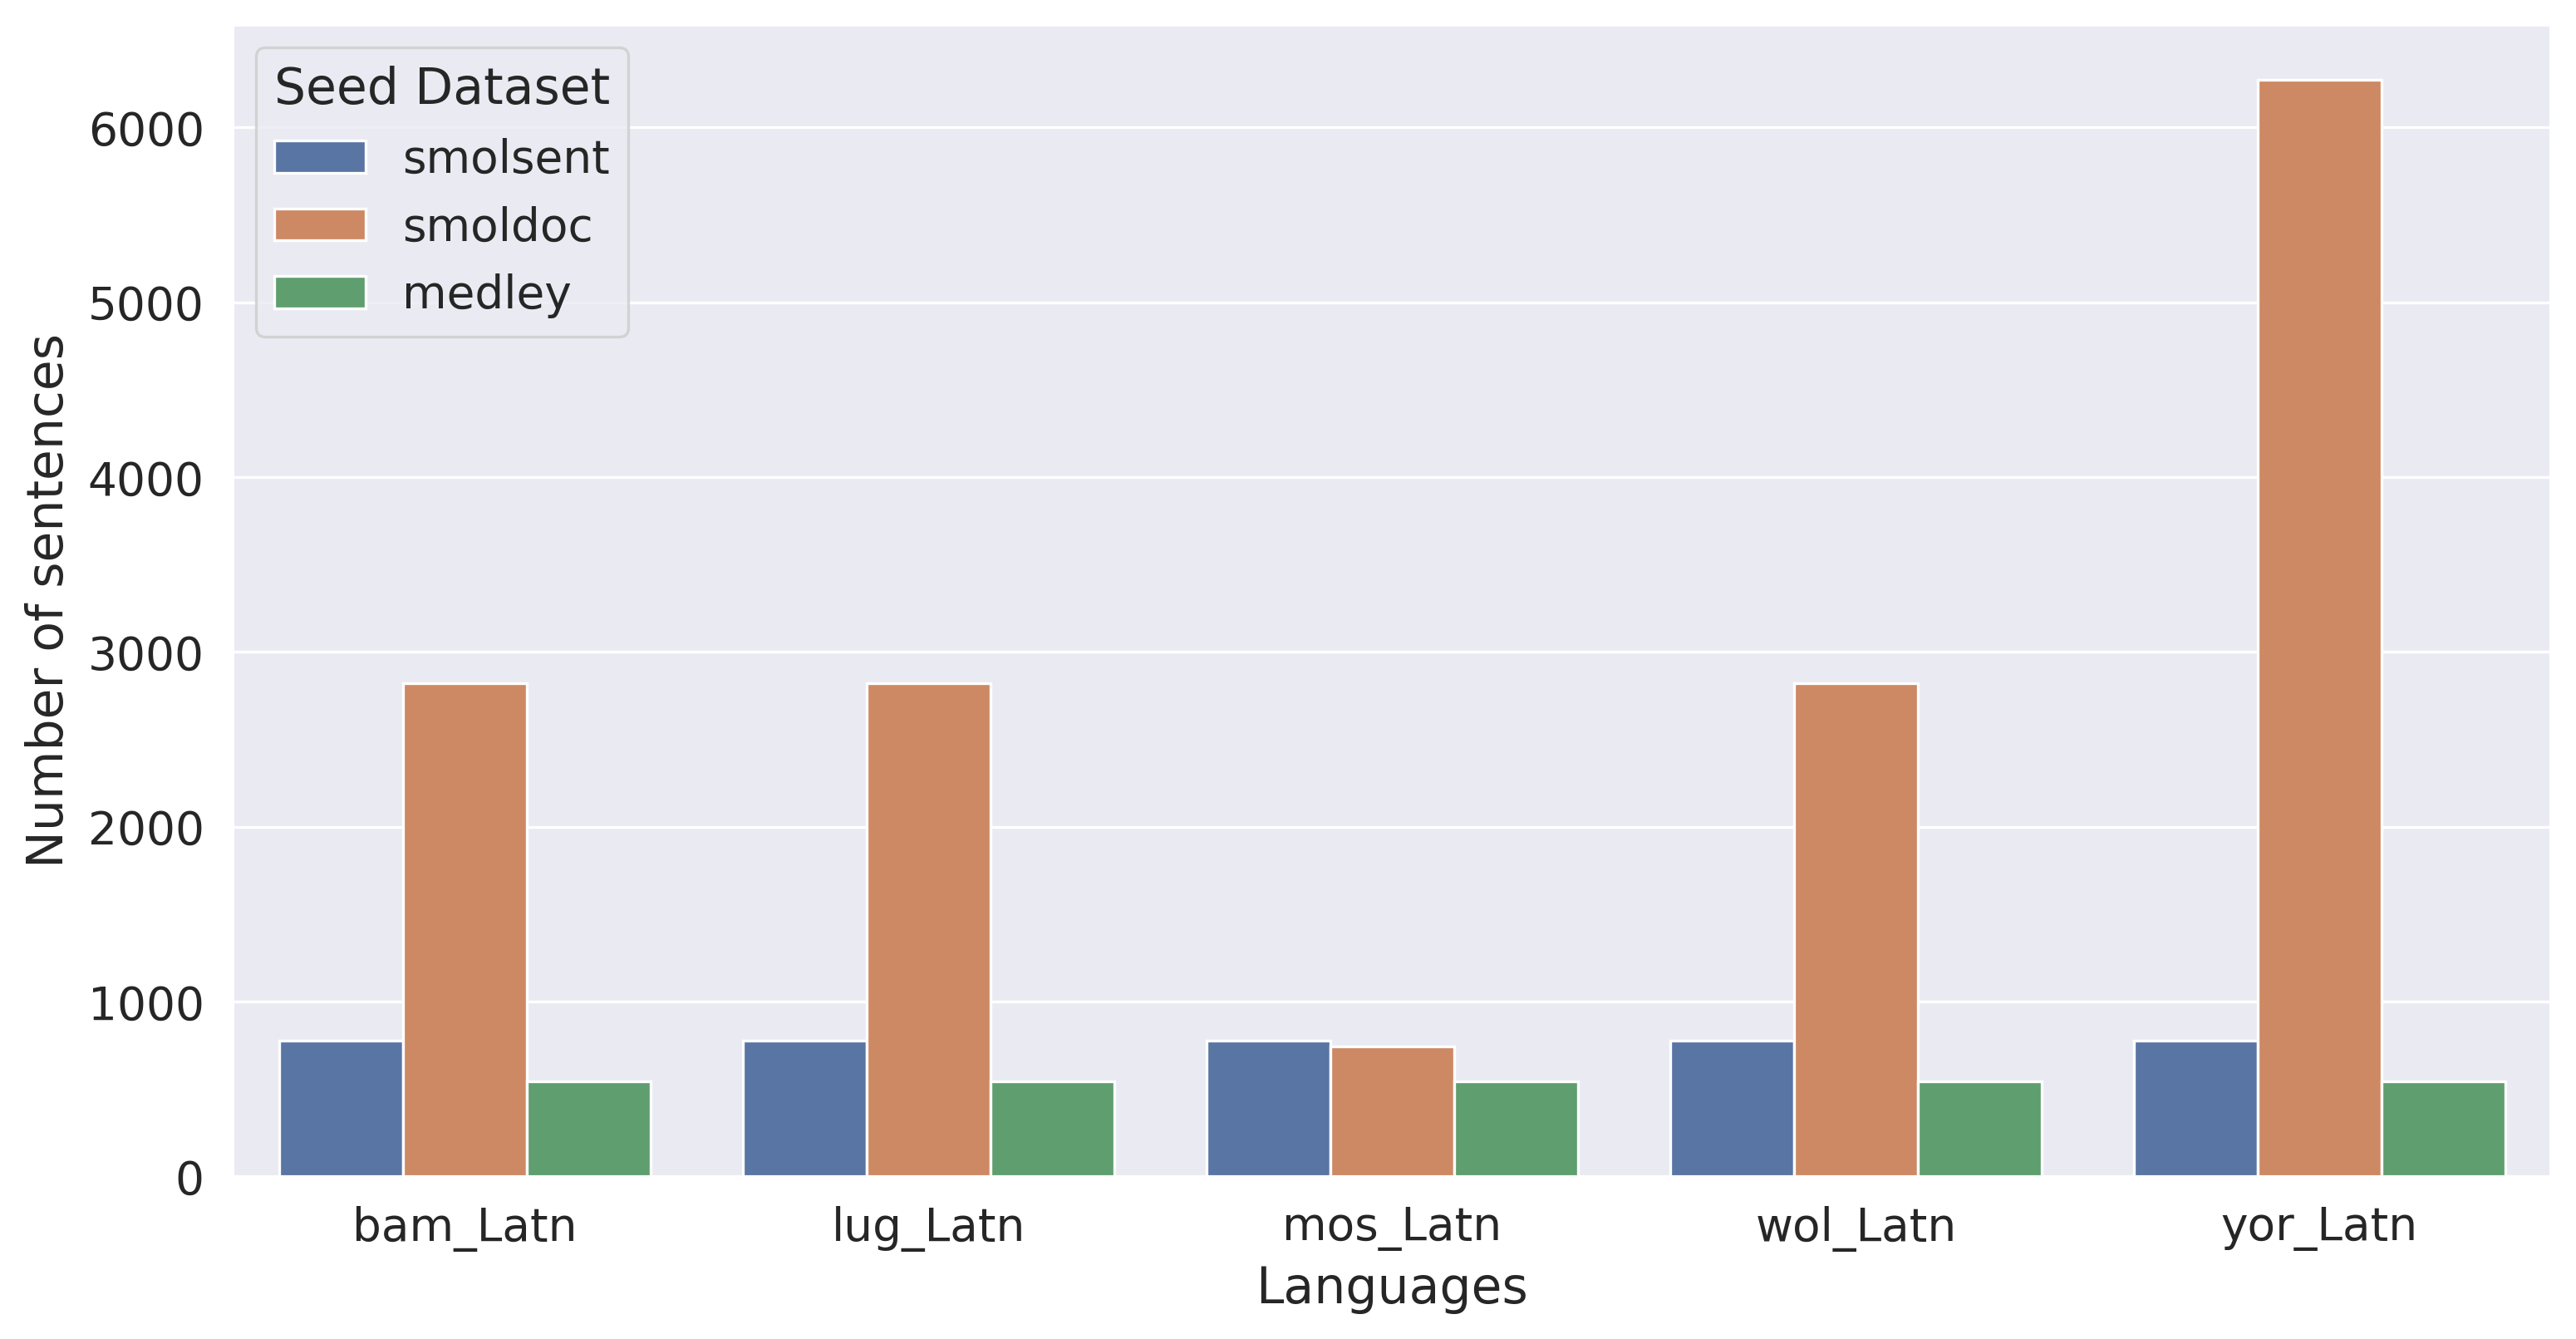 Seed Dataset
smolsent
smoldoc
medley
Number of sentences
6000
5000
4000
3000
2000
1000
0
bam_Latn lug_Latn mos_Latn wol_Latn yor_Latn
Languages